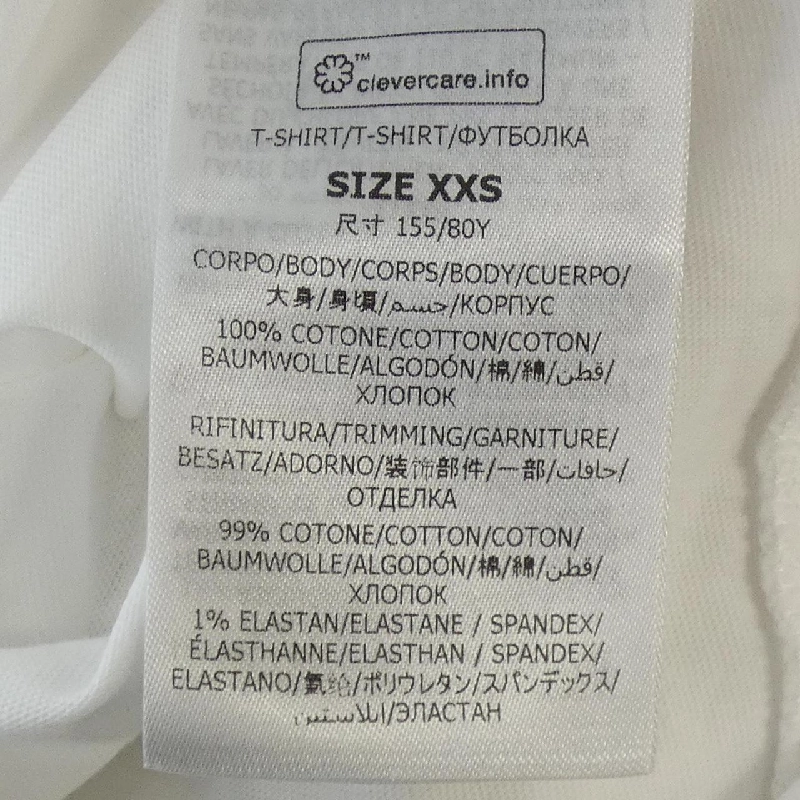 ™ clevercare.info
T-SHIRT/T-SHIRT/ФУТБОЛКА
SIZE XXS
尺寸 155/80Y
CORPO/BODY/CORPS/BODY/CUERPO/
大身/身頃/جسم/КОРПУС
100% COTONE/COTTON/COTON/
BAUMWOLLE/ALGODÓN/棉/綿/قطن/
ХЛОПОК
RIFINITURA/TRIMMING/GARNITURE/
BESATZ/ADORNO/装饰部件/一部/حافات/
ОТДЕЛКА
99% COTONE/COTTON/COTON/
BAUMWOLLE/ALGODÓN/棉/綿/قطن/
ХЛОПОК
1% ELASTAN/ELASTANE / SPANDEX/
ÉLASTHANNE/ELASTHAN / SPANDEX/
ELASTANO/氨纶/ポリウレタン/スパンデックス/
ایلاستين/ЭЛАСТАН